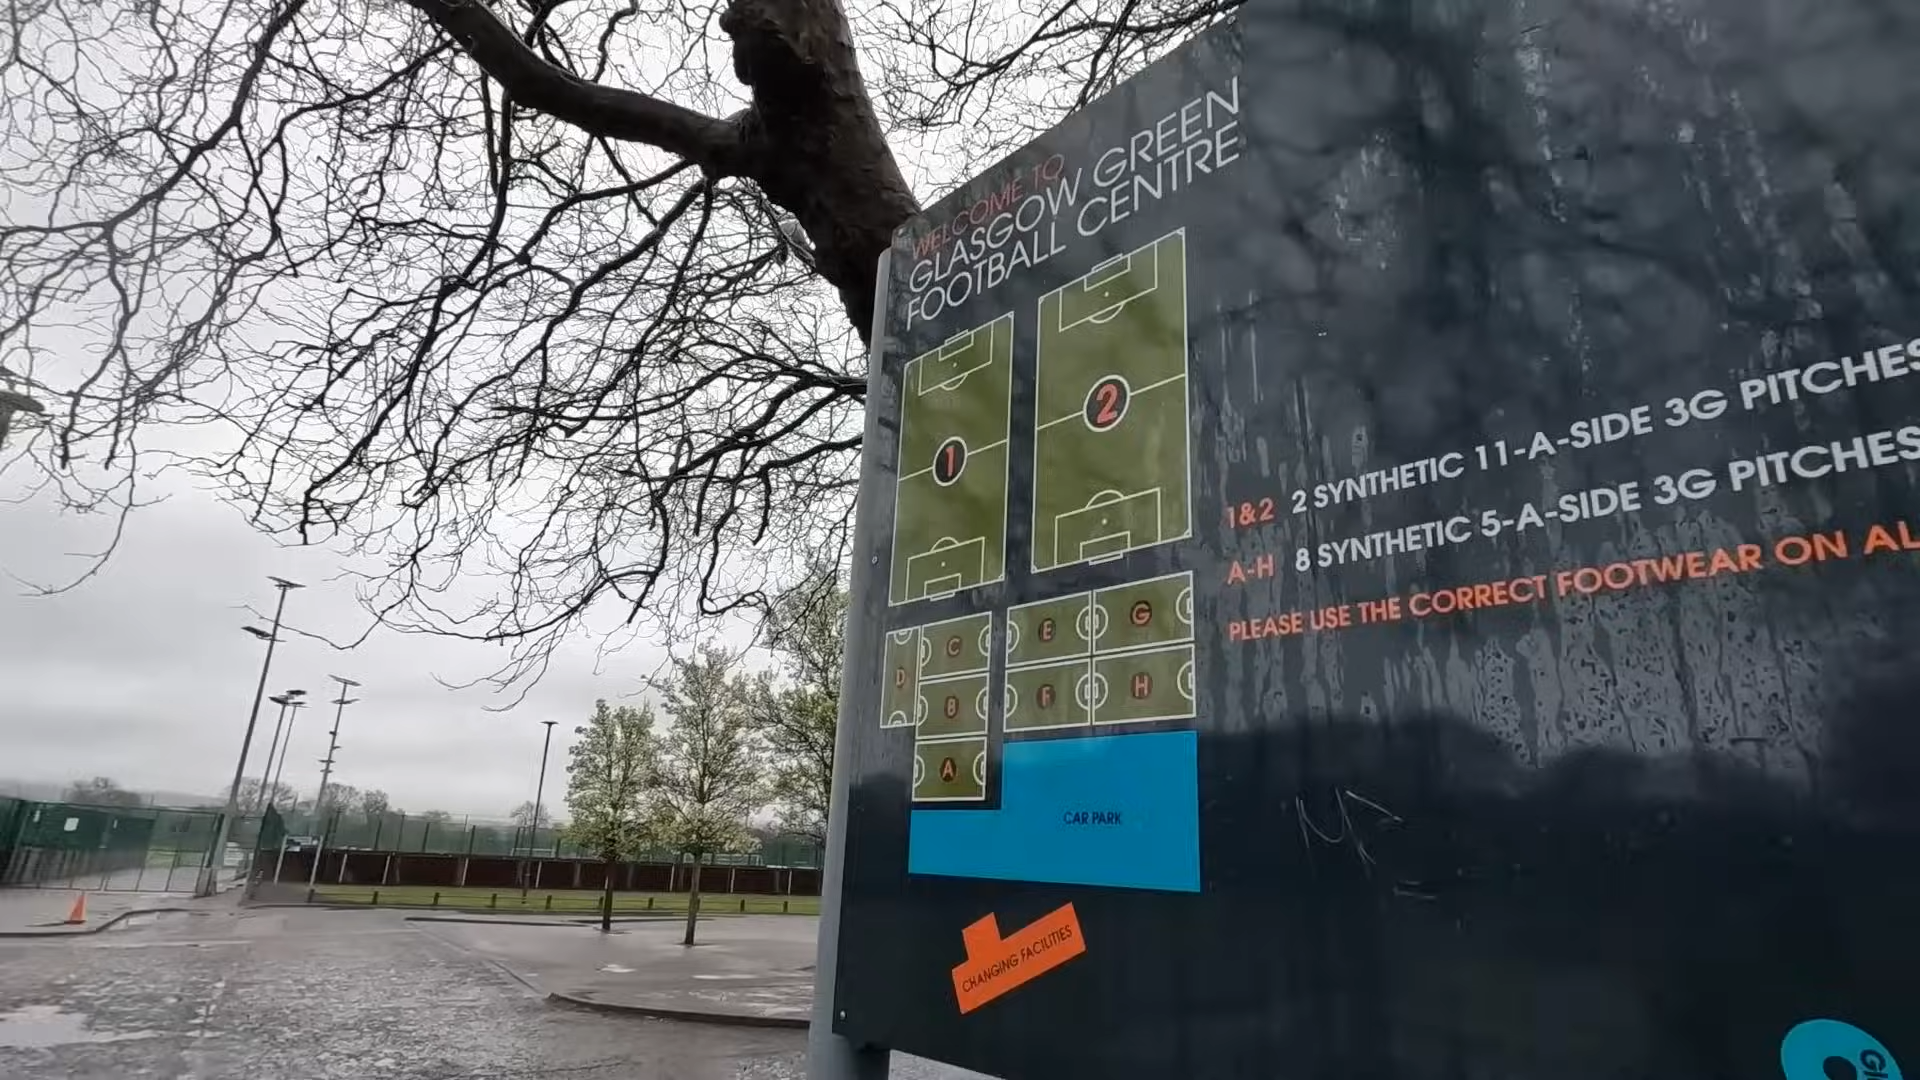 WELCOME TO
GLASGOW GREEN
FOOTBALL CENTRE
1
2
1&2 2 SYNTHETIC 11-A-SIDE 3G PITCHES
A-H 8 SYNTHETIC 5-A-SIDE 3G PITCHES
PLEASE USE THE CORRECT FOOTWEAR ON AL
D
C
E
G
B
F
H
A
CAR PARK
CHANGING FACILITIES